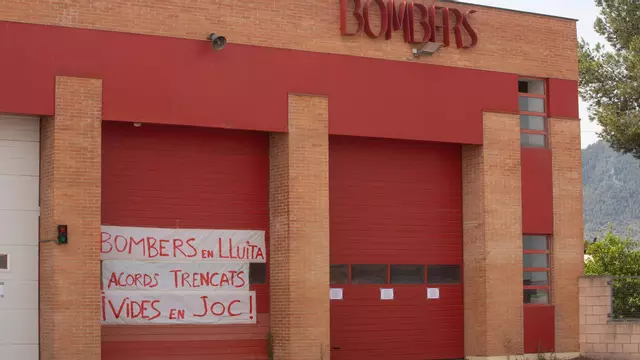 BOMBERS
BOMBERS EN LLUITA
ACORDS TRENCATS
¡VIDES EN JOC!